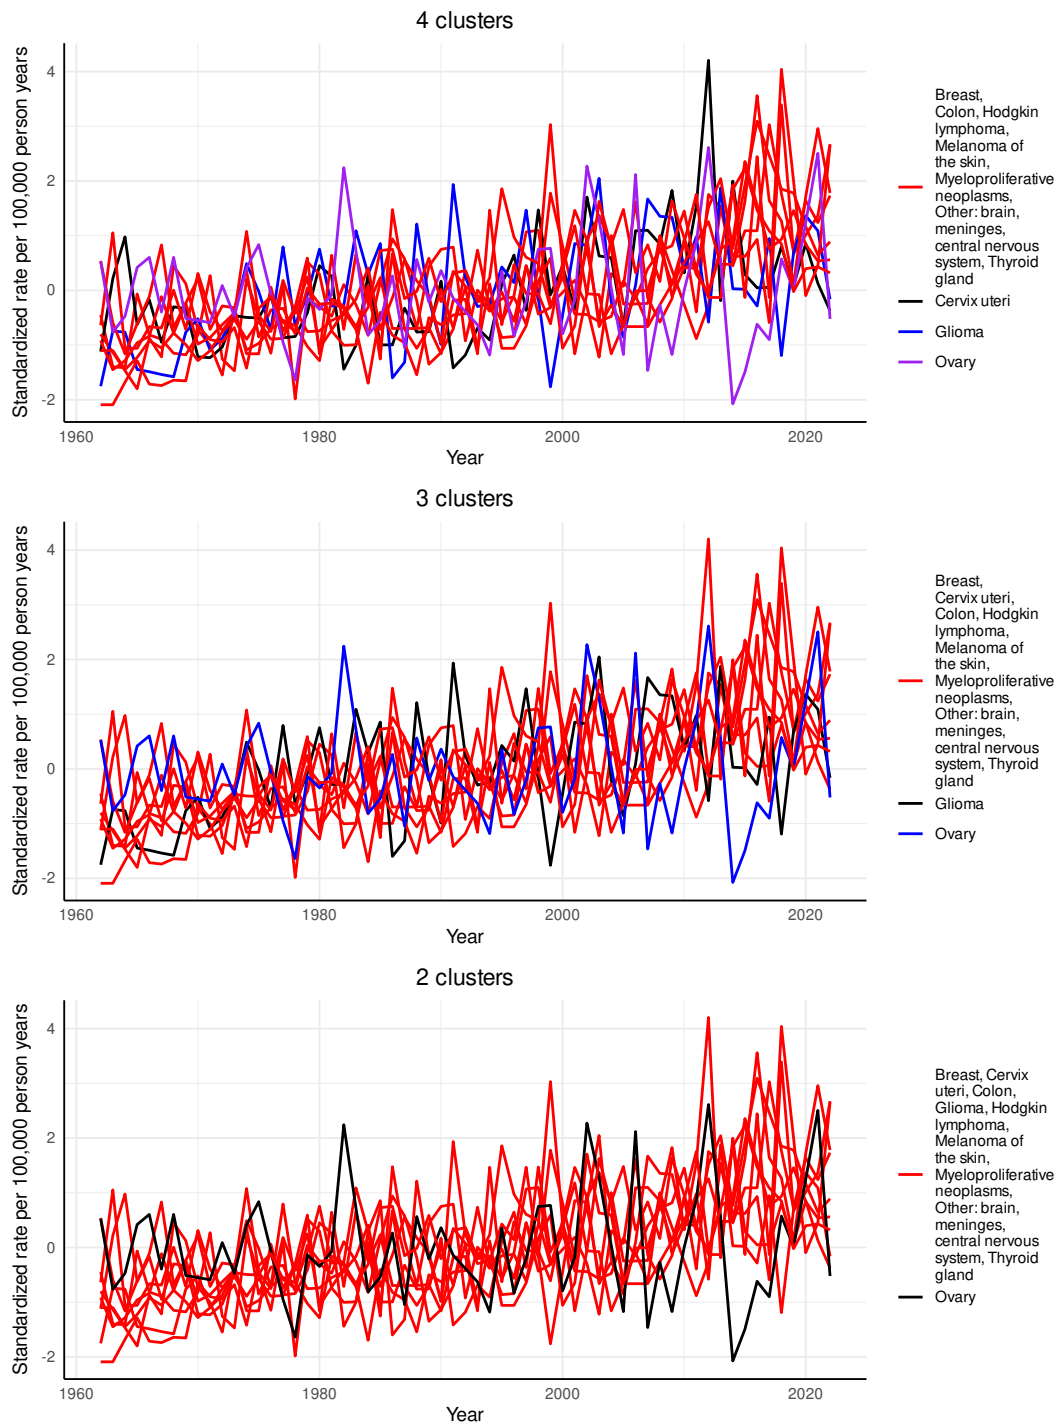 4 clusters
Standardized rate per 100,000 person years
4
2
0
-2
1960
1980
2000
2020
Year
Breast,
Colon, Hodgkin
lymphoma,
Melanoma of
the skin,
Myeloproliferative
neoplasms,
Other: brain,
meninges,
central nervous
system, Thyroid
gland
Cervix uteri
Glioma
Ovary
3 clusters
Standardized rate per 100,000 person years
4
2
0
-2
1960
1980
2000
2020
Year
Breast,
Cervix uteri,
Colon, Hodgkin
lymphoma,
Melanoma of
the skin,
Myeloproliferative
neoplasms,
Other: brain,
meninges,
central nervous
system, Thyroid
gland
Glioma
Ovary
2 clusters
Standardized rate per 100,000 person years
4
2
0
-2
1960
1980
2000
2020
Year
Breast, Cervix
uteri, Colon,
Glioma, Hodgkin
lymphoma,
Melanoma of
the skin,
Myeloproliferative
neoplasms,
Other: brain,
meninges,
central nervous
system, Thyroid
gland
Ovary